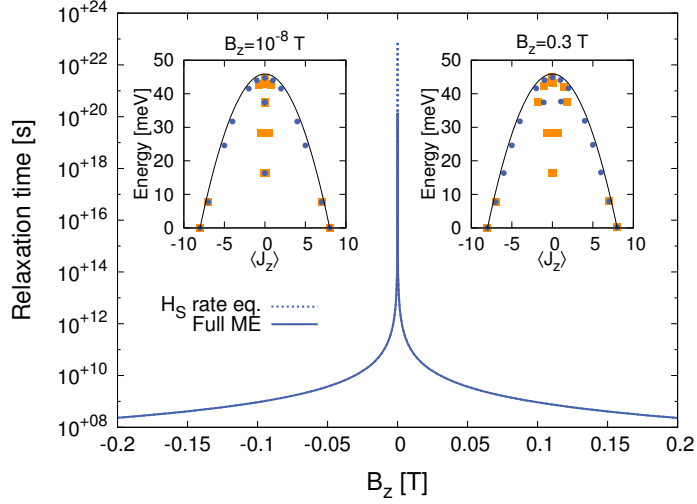 10+24
10+22
10+20
10+18
10+16
10+14
10+12
10+10
10+08
Relaxation time [s]
-0.2 -0.15 -0.1 -0.05 0 0.05 0.1 0.15 0.2
B_z [T]
B_z=10^-8 T
50
40
30
20
10
0
Energy [meV]
-10 -5 0 5 10
⟨J_z⟩
B_z=0.3 T
50
40
30
20
10
0
Energy [meV]
-10 -5 0 5 10
⟨J_z⟩
H_S rate eq.
Full ME